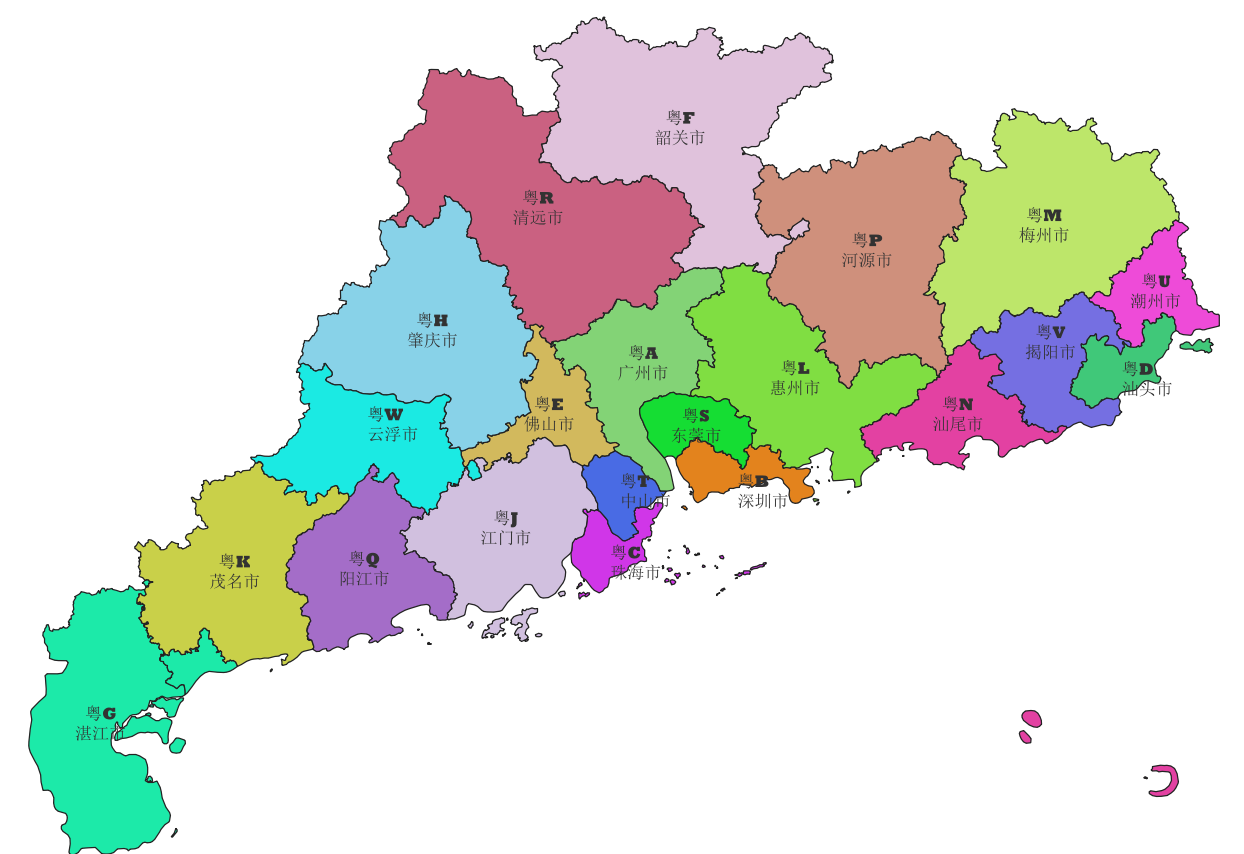 粤F
韶关市
粤R
清远市
粤M
梅州市
粤P
河源市
粤U
潮州市
粤H
肇庆市
粤V
揭阳市
粤A
广州市
粤L
惠州市
粤D
汕头市
粤W
云浮市
粤E
佛山市
粤S
东莞市
粤N
汕尾市
粤T
中山市
粤B
深圳市
粤J
江门市
粤C
珠海市
粤K
茂名市
粤Q
阳江市
粤G
湛江市